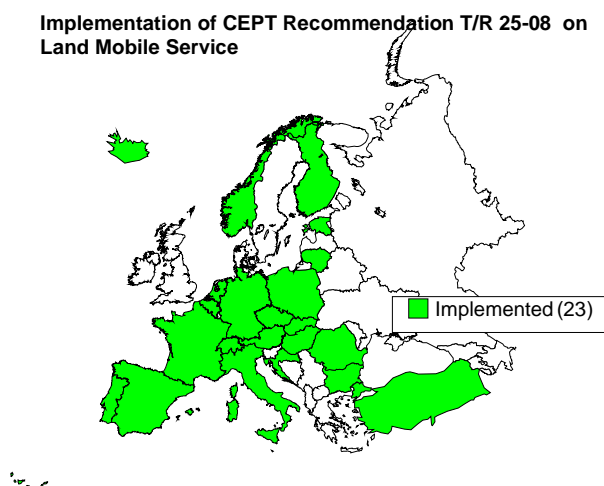 Implementation of CEPT Recommendation T/R 25-08 on
Land Mobile Service
Implemented (23)